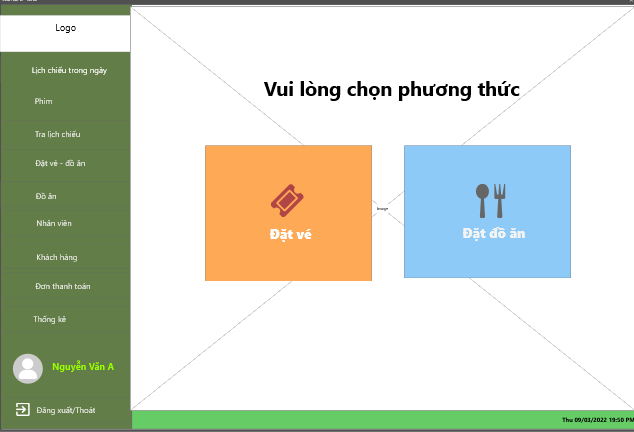 Logo
Lịch chiếu trong ngày
Phim
Tra lịch chiếu
Đặt vé - đồ ăn
Đồ ăn
Nhân viên
Khách hàng
Đơn thanh toán
Thống kê
Nguyễn Văn A
Đăng xuất/Thoát
Vui lòng chọn phương thức
Đặt vé
Image
Đặt đồ ăn
Thu 09/03/2022 19:50 PM